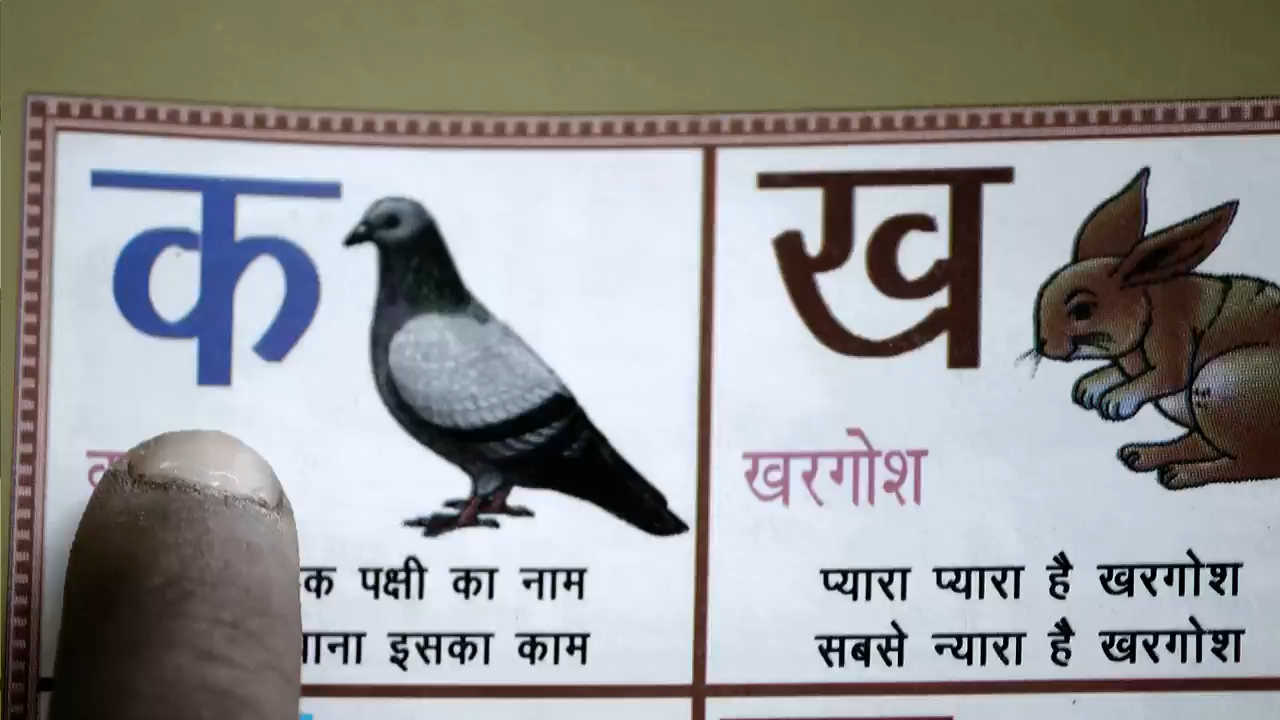 क
पक्षी का नाम
इसका काम
ख
खरगोश
प्यारा प्यारा है खरगोश
सबसे न्यारा है खरगोश